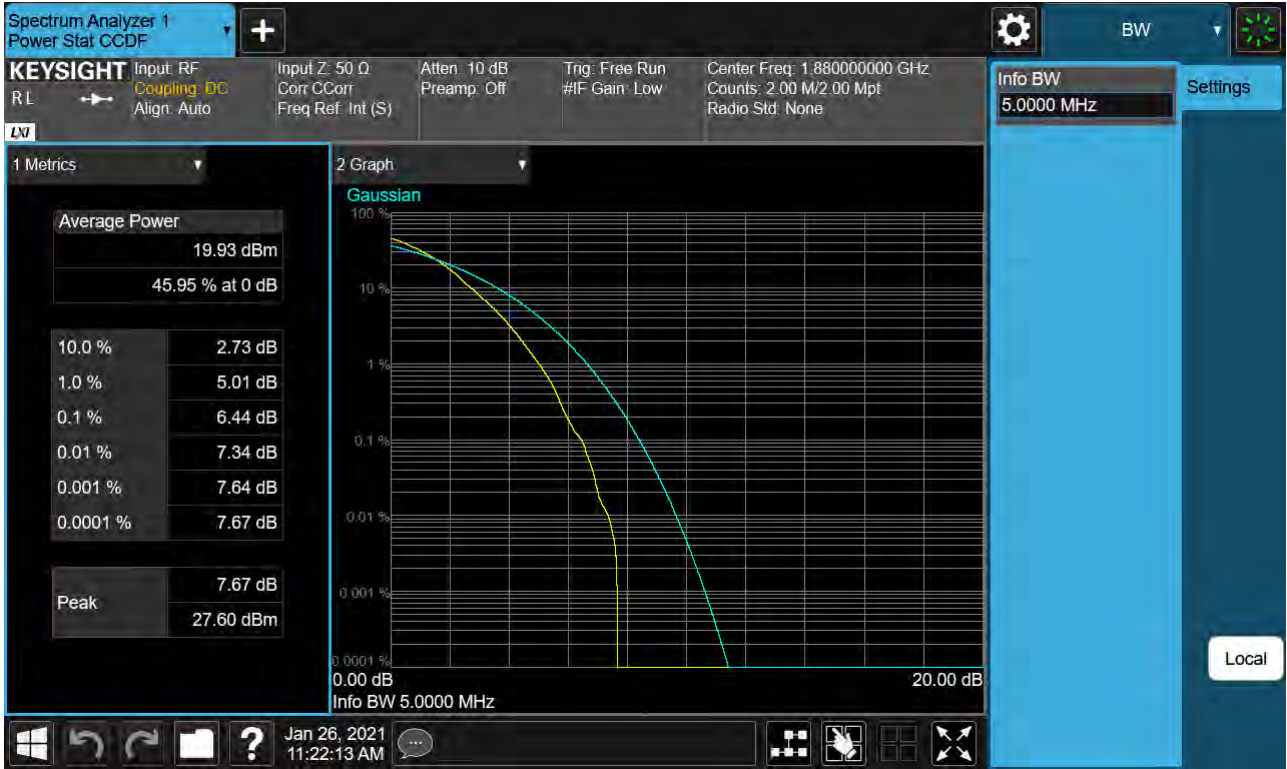 Spectrum Analyzer 1
Power Stat CCDF
BW
KEYSIGHT
RL
LXI
Input: RF
Coupling: DC
Align: Auto
Input Z: 50 Ω
Corr CCorr
Freq Ref: Int (S)
Atten: 10 dB
Preamp: Off
Trig: Free Run
#IF Gain: Low
Center Freq: 1.880000000 GHz
Counts: 2.00 M/2.00 Mpt
Radio Std: None
Info BW
5.0000 MHz
Settings
1 Metrics
Average Power
19.93 dBm
45.95 % at 0 dB
10.0 % 2.73 dB
1.0 % 5.01 dB
0.1 % 6.44 dB
0.01 % 7.34 dB
0.001 % 7.64 dB
0.0001 % 7.67 dB
Peak
7.67 dB
27.60 dBm
2 Graph
Gaussian
100 %
10 %
1 %
0.1 %
0.01 %
0.001 %
0.0001 %
0.00 dB
20.00 dB
Info BW 5.0000 MHz
Local
?
Jan 26, 2021
11:22:13 AM